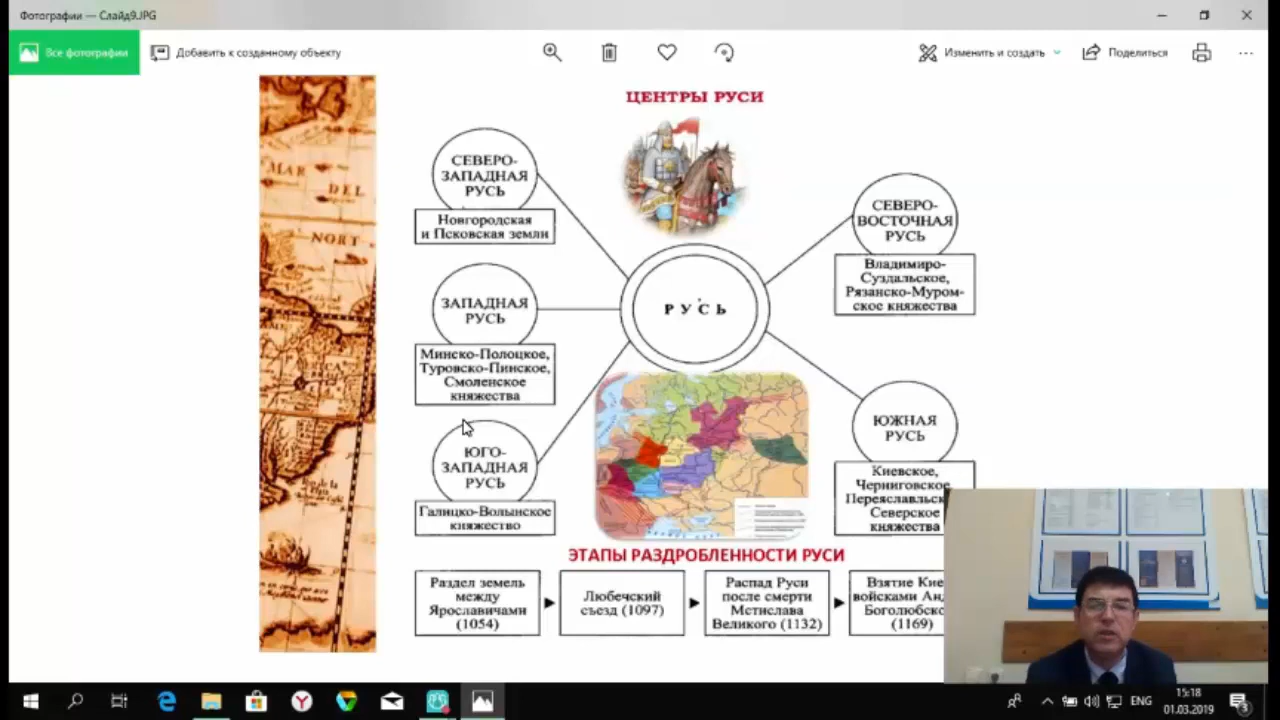 Фотографии — Слайд9.JPG
Все фотографии
Добавить к созданному объекту
Изменить и создать
Поделиться
ЦЕНТРЫ РУСИ
СЕВЕРО-
ЗАПАДНАЯ
РУСЬ
Новгородская
и Псковская земли
ЗАПАДНАЯ
РУСЬ
Минско-Полоцкое,
Туровско-Пинское,
Смоленское
княжества
ЮГО-
ЗАПАДНАЯ
РУСЬ
Галицко-Волынское
княжество
РУСЬ
СЕВЕРО-
ВОСТОЧНАЯ
РУСЬ
Владимиро-
Суздальское,
Рязанско-Муром-
ское княжества
ЮЖНАЯ
РУСЬ
Киевское,
Черниговское
Переяславльск
Северское
княжества
MAR
DEL
NORT
ЭТАПЫ РАЗДРОБЛЕННОСТИ РУСИ
Раздел земель
между
Ярославичами
(1054)
Любечский
съезд (1097)
Распад Руси
после смерти
Мстислава
Великого (1132)
Взятие Кие
войсками Анд
Боголюбско
(1169)
ENG
15:18
01.03.2019
3